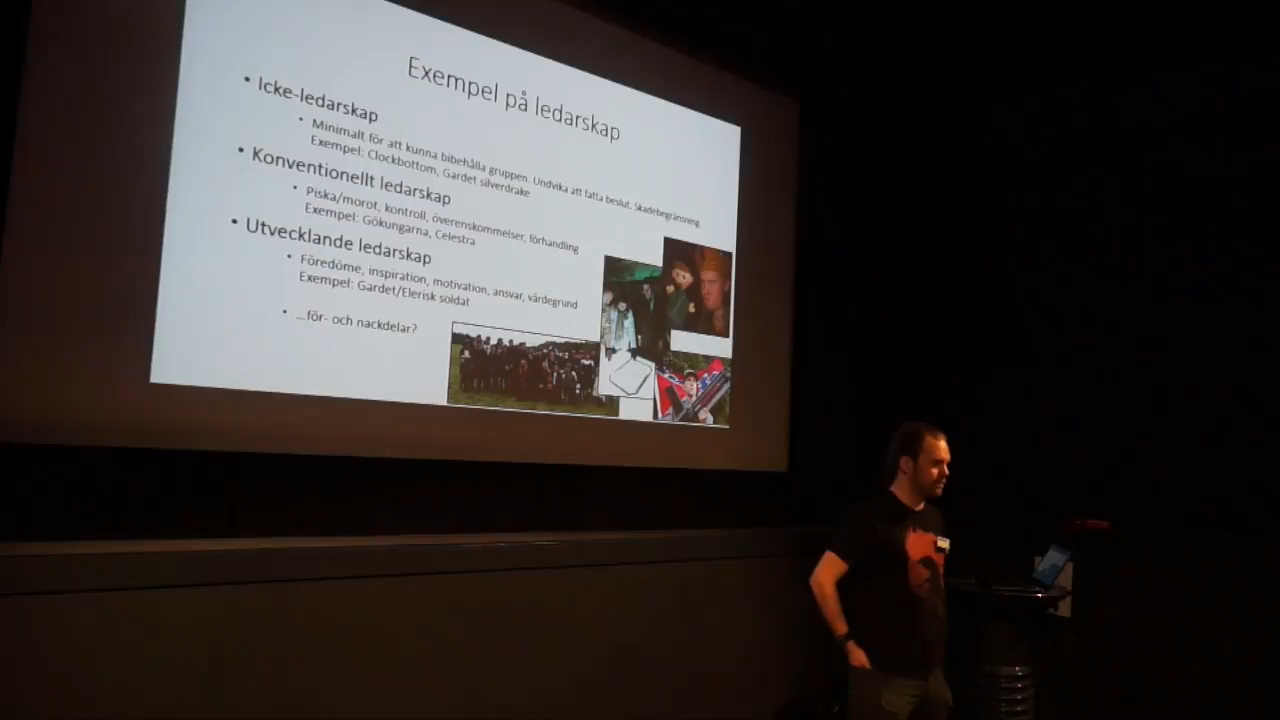 Exempel på ledarskap
• Icke-ledarskap
• Minimalt för att kunna bibehålla gruppen. Undvika att fatta beslut. Skadebegränsning.
Exempel: Clockbottom, Gardet silverdrake
• Konventionellt ledarskap
• Piska/morot, kontroll, överenskommelser, förhandling
Exempel: Gökungarna, Celestra
• Utvecklande ledarskap
• Föredöme, inspiration, motivation, ansvar, värdegrund
Exempel: Gardet/Elerisk soldat
• ...för- och nackdelar?